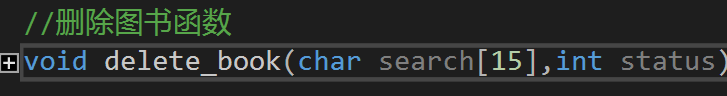 //删除图书函数
void delete_book(char search[15],int status)